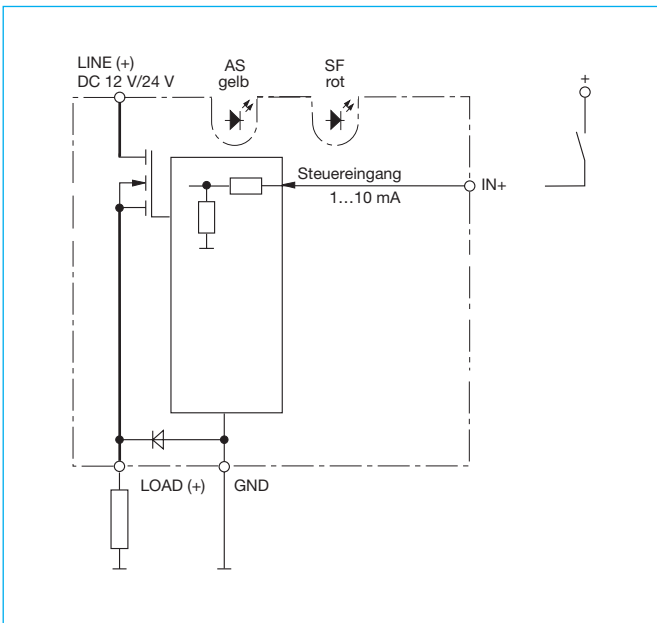 LINE (+)
DC 12 V/24 V
AS
gelb
SF
rot
+
Steuereingang
1...10 mA
IN+
LOAD (+)
GND